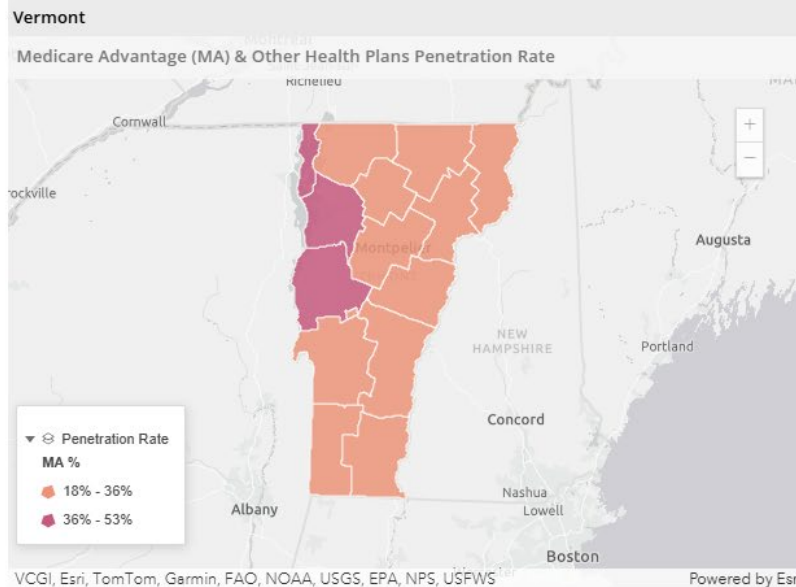 Vermont
Medicare Advantage (MA) & Other Health Plans Penetration Rate
Richelieu
Cornwall
+
−
rockville
Augusta
Montpelier
NEW
HAMPSHIRE
Portland
Penetration Rate
MA %
18% - 36%
36% - 53%
Concord
Albany
Nashua
Lowell
Boston
VCGI, Esri, TomTom, Garmin, FAO, NOAA, USGS, EPA, NPS, USFWS
Powered by Esri